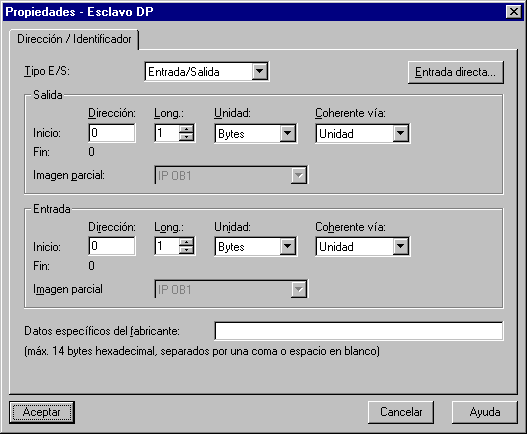 Propiedades - Esclavo DP
Dirección / Identificador
Tipo E/S: Entrada/Salida Entrada directa...
Salida
Dirección: Long.: Unidad: Coherente vía:
Inicio: 0 1 Bytes Unidad
Fin: 0
Imagen parcial: IP OB1
Entrada
Dirección: Long.: Unidad: Coherente vía:
Inicio: 0 1 Bytes Unidad
Fin: 0
Imagen parcial IP OB1
Datos específicos del fabricante:
(máx. 14 bytes hexadecimal, separados por una coma o espacio en blanco)
Aceptar Cancelar Ayuda